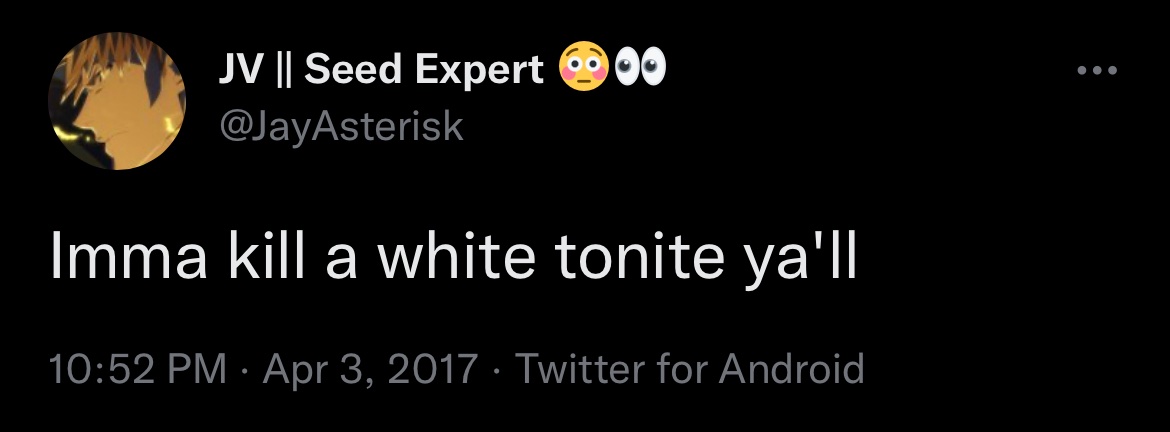 JV || Seed Expert 😳👀
@JayAsterisk
Imma kill a white tonite ya'll
10:52 PM · Apr 3, 2017 · Twitter for Android